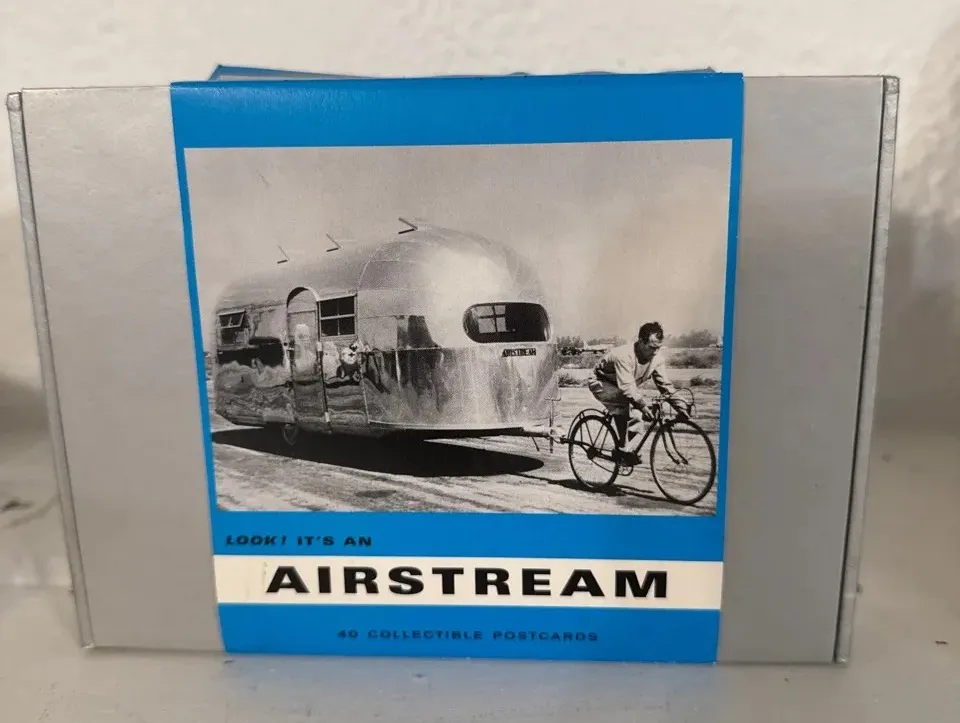 AIRSTREAM
LOOK! IT'S AN
AIRSTREAM
40 COLLECTIBLE POSTCARDS